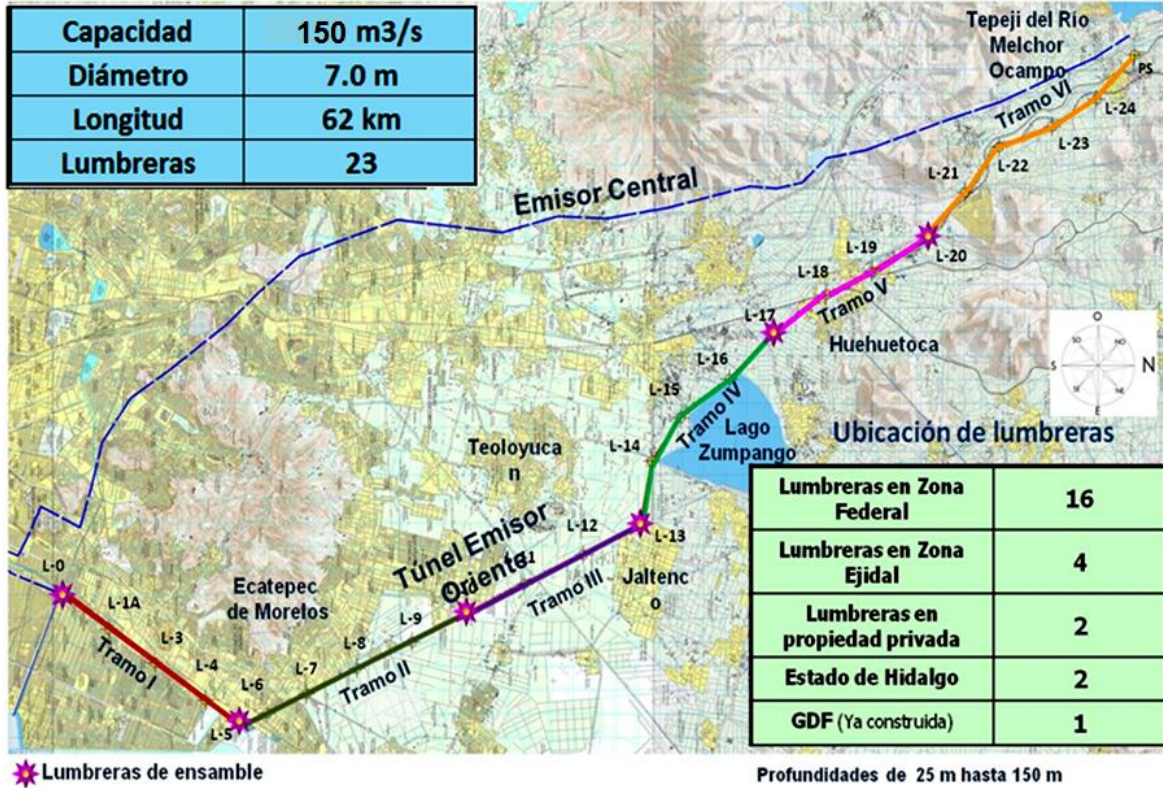 Capacidad 150 m3/s
Diámetro 7.0 m
Longitud 62 km
Lumbreras 23
Tepeji del Río
Melchor
Ocampo
PS
Tramo VI
L-24
L-23
L-22
L-21
Emisor Central
L-20
L-19
L-18
Tramo V
L-17
Huehuetoca
L-16
L-15
Tramo IV
L-14
Lago
Zumpango
O
SO
NO
S
N
SE
NE
E
Ubicación de lumbreras
Teoloyuca
n
Túnel Emisor
Oriente
L-13
L-12
Tramo III
Jaltenc
o
L-0
L-1A
L-3
L-4
Tramo I
L-5
Ecatepec
de Morelos
L-6
L-7
L-8
L-9
Tramo II
Lumbreras en Zona
Federal 16
Lumbreras en Zona
Ejidal 4
Lumbreras en
propiedad privada 2
Estado de Hidalgo 2
GDF (Ya construida) 1
Lumbreras de ensamble
Profundidades de 25 m hasta 150 m